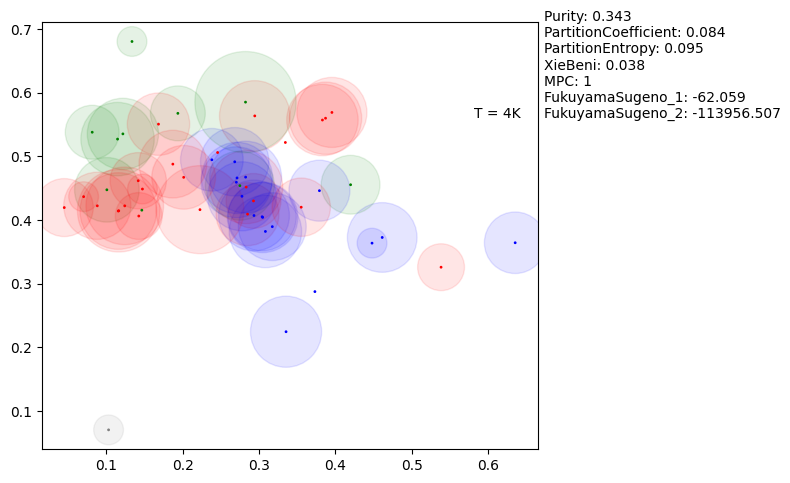 Purity: 0.343
PartitionCoefficient: 0.084
PartitionEntropy: 0.095
XieBeni: 0.038
MPC: 1
FukuyamaSugeno_1: -62.059
FukuyamaSugeno_2: -113956.507
T = 4K
0.7
0.6
0.5
0.4
0.3
0.2
0.1
0.1 0.2 0.3 0.4 0.5 0.6